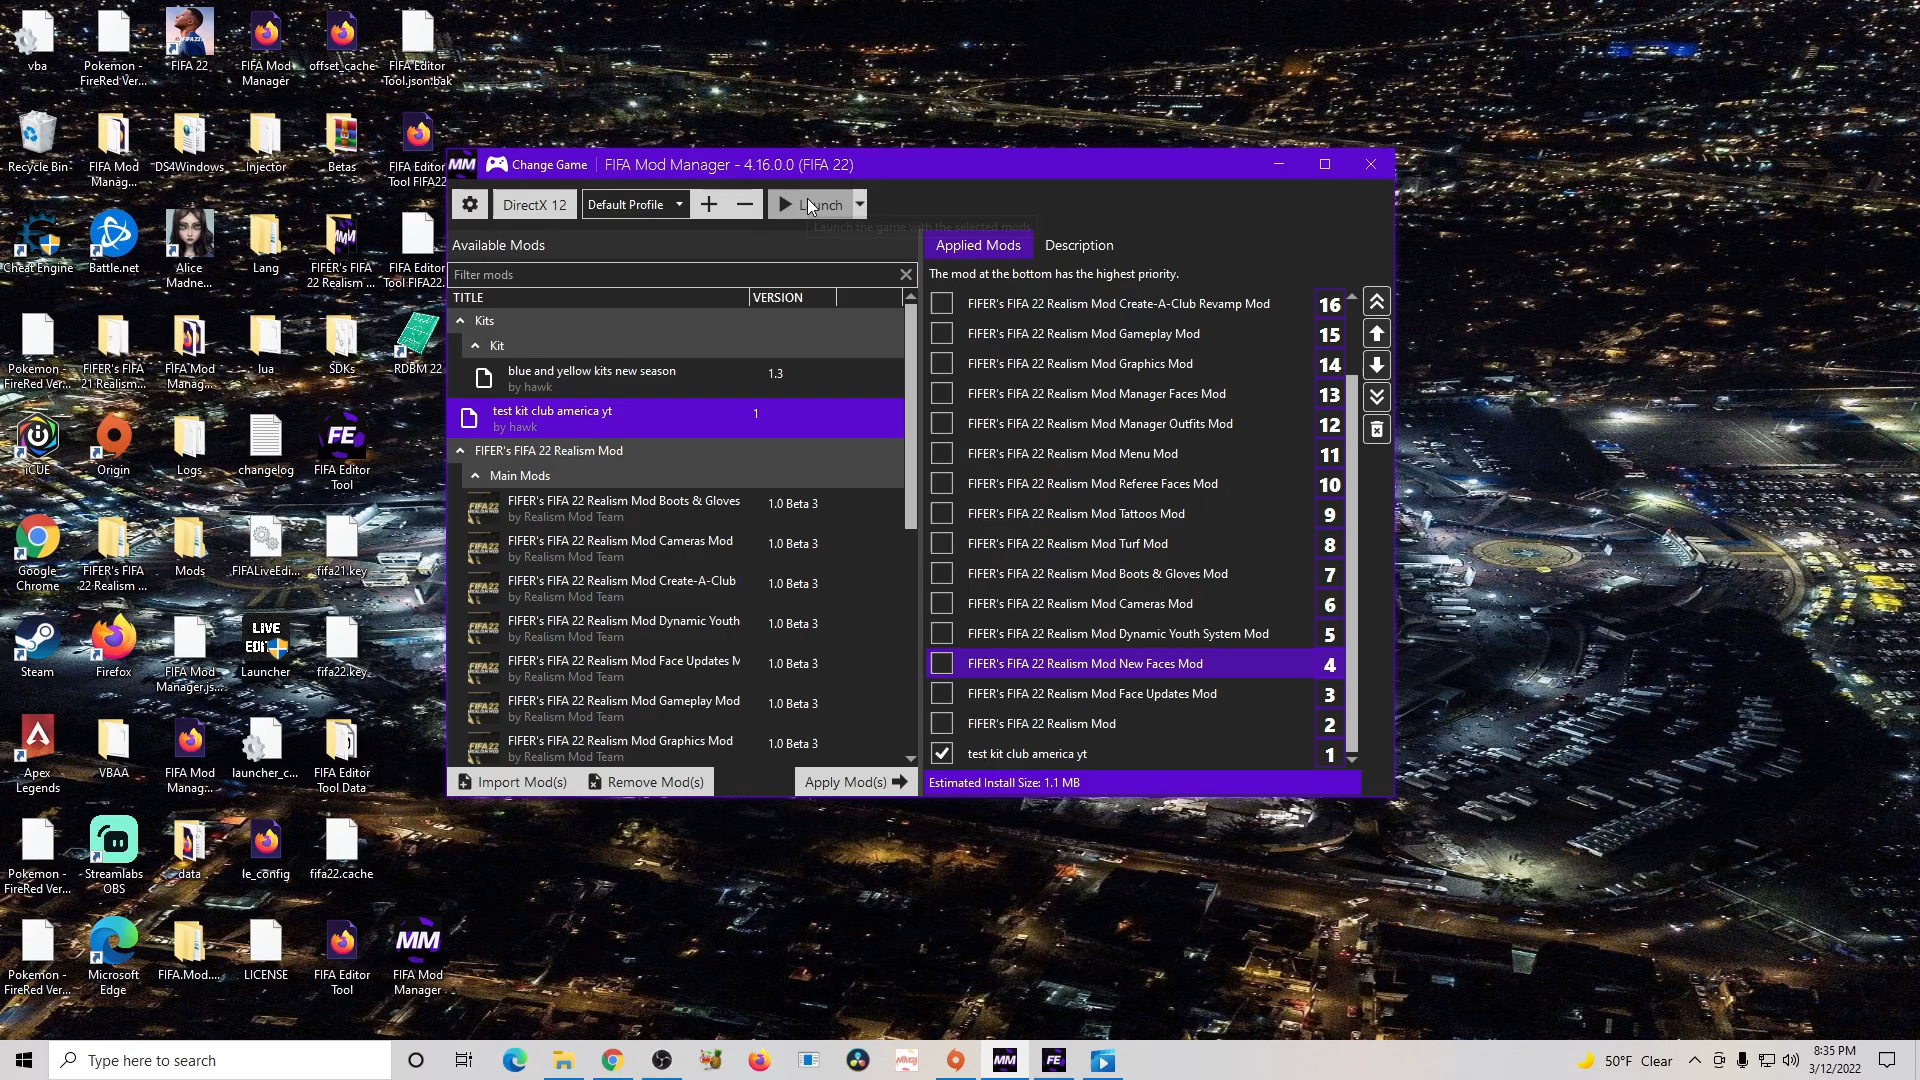 vba
Pokemon -
FireRed Ver...
FIFA 22
FIFA Mod
Manager
offset_cache
FIFA Editor
Tool.json.bak
Recycle Bin
FIFA Mod
Manag...
DS4Windows
Injector
Betas
FIFA Editor
Tool FIFA22
Cheat Engine
Battle.net
Alice
Madne...
Lang
FIFER's FIFA
22 Realism ...
FIFA Editor
Tool FIFA22.
Pokemon -
FireRed Ver...
FIFER's FIFA
21 Realism...
FIFA Mod
Manag...
lua
SDKs
RDBM 22
iCUE
Origin
Logs
changelog
FE
FIFA Editor
Tool
Google
Chrome
FIFER's FIFA
22 Realism ...
Mods
FIFALiveEdi...
fifa21.key
Steam
Firefox
FIFA Mod
Manager.js...
LIVE
Launcher
fifa22.key
Apex
Legends
VBAA
FIFA Mod
Manag...
launcher_c...
FIFA Editor
Tool Data
Pokemon -
FireRed Ver...
Streamlabs
OBS
data
le_config
fifa22.cache
Pokemon -
FireRed Ver...
Microsoft
Edge
FIFA.Mod....
LICENSE
FIFA Editor
Tool
MM
FIFA Mod
Manager
MM Change Game FIFA Mod Manager - 4.16.0.0 (FIFA 22)
DirectX 12 Default Profile Launch
Launch the game with the selected mods
Available Mods
Filter mods
TITLE VERSION
Kits
Kit
blue and yellow kits new season 1.3
by hawk
test kit club america yt 1
by hawk
FIFER's FIFA 22 Realism Mod
Main Mods
FIFER's FIFA 22 Realism Mod Boots & Gloves 1.0 Beta 3
by Realism Mod Team
FIFER's FIFA 22 Realism Mod Cameras Mod 1.0 Beta 3
by Realism Mod Team
FIFER's FIFA 22 Realism Mod Create-A-Club 1.0 Beta 3
by Realism Mod Team
FIFER's FIFA 22 Realism Mod Dynamic Youth 1.0 Beta 3
by Realism Mod Team
FIFER's FIFA 22 Realism Mod Face Updates M 1.0 Beta 3
by Realism Mod Team
FIFER's FIFA 22 Realism Mod Gameplay Mod 1.0 Beta 3
by Realism Mod Team
FIFER's FIFA 22 Realism Mod Graphics Mod 1.0 Beta 3
by Realism Mod Team
Import Mod(s) Remove Mod(s) Apply Mod(s)
Applied Mods Description
The mod at the bottom has the highest priority.
FIFER's FIFA 22 Realism Mod Create-A-Club Revamp Mod 16
FIFER's FIFA 22 Realism Mod Gameplay Mod 15
FIFER's FIFA 22 Realism Mod Graphics Mod 14
FIFER's FIFA 22 Realism Mod Manager Faces Mod 13
FIFER's FIFA 22 Realism Mod Manager Outfits Mod 12
FIFER's FIFA 22 Realism Mod Menu Mod 11
FIFER's FIFA 22 Realism Mod Referee Faces Mod 10
FIFER's FIFA 22 Realism Mod Tattoos Mod 9
FIFER's FIFA 22 Realism Mod Turf Mod 8
FIFER's FIFA 22 Realism Mod Boots & Gloves Mod 7
FIFER's FIFA 22 Realism Mod Cameras Mod 6
FIFER's FIFA 22 Realism Mod Dynamic Youth System Mod 5
FIFER's FIFA 22 Realism Mod New Faces Mod 4
FIFER's FIFA 22 Realism Mod Face Updates Mod 3
FIFER's FIFA 22 Realism Mod 2
test kit club america yt 1
Estimated Install Size: 1.1 MB
Type here to search
MM
FE
50°F Clear
8:35 PM
3/12/2022